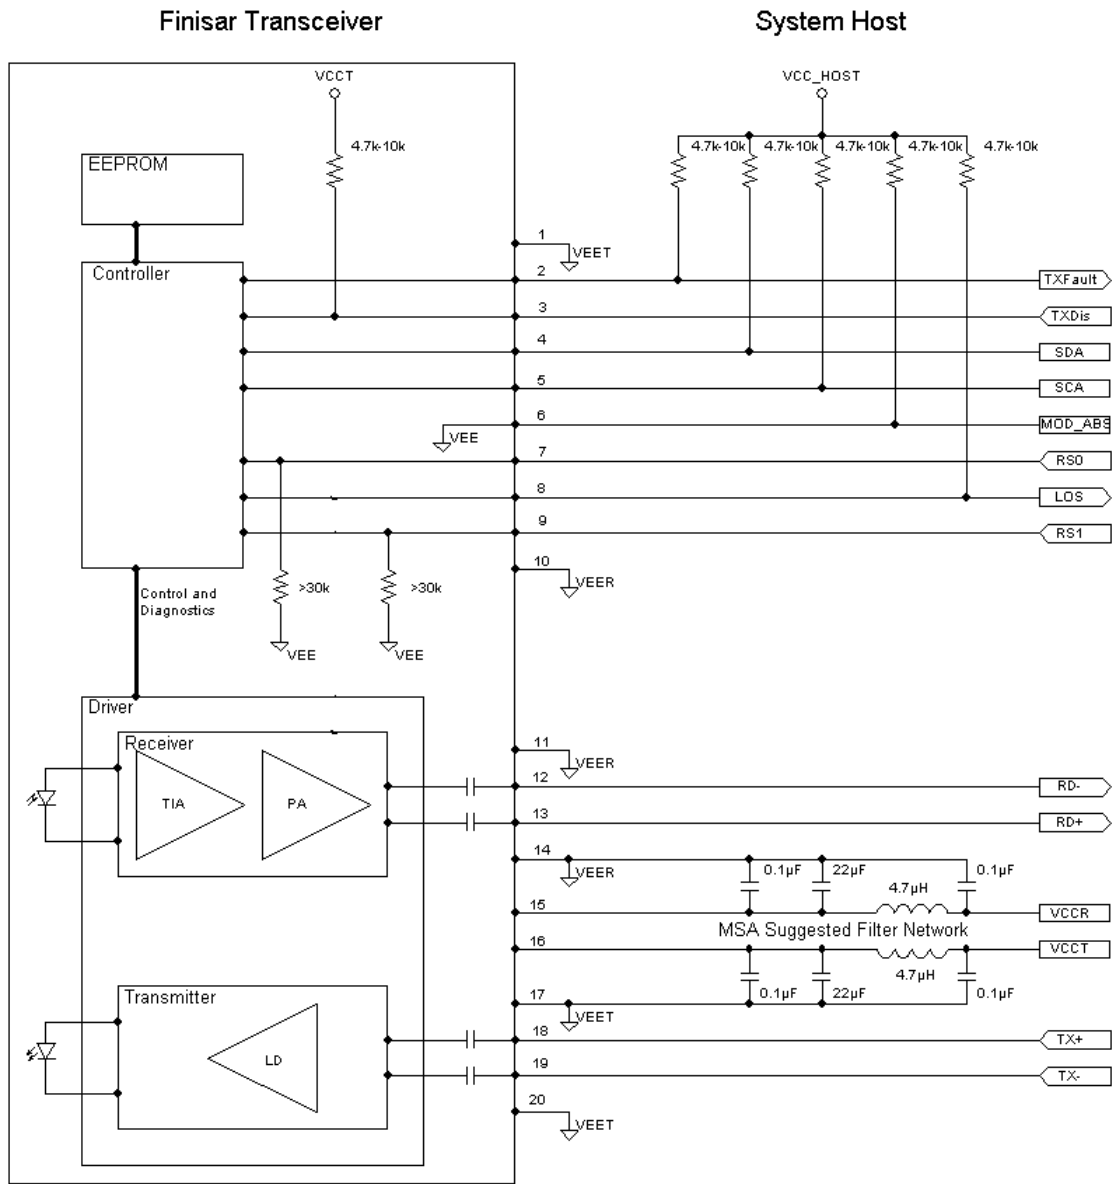 Finisar Transceiver
System Host
VCCT
VCC_HOST
4.7k-10k
4.7k-10k
4.7k-10k
4.7k-10k
4.7k-10k
4.7k-10k
EEPROM
Controller
1
VEET
2
TXFault
3
TXDis
4
SDA
5
SCA
6
VEE
MOD_ABS
7
RS0
8
LOS
9
RS1
10
VEER
>30k
>30k
Control and
Diagnostics
VEE
VEE
Driver
Receiver
TIA
PA
11
VEER
12
RD-
13
RD+
14
VEER
0.1µF
22µF
4.7µH
0.1µF
15
VCCR
MSA Suggested Filter Network
16
VCCT
4.7µH
0.1µF
22µF
0.1µF
17
VEET
Transmitter
LD
18
TX+
19
TX-
20
VEET